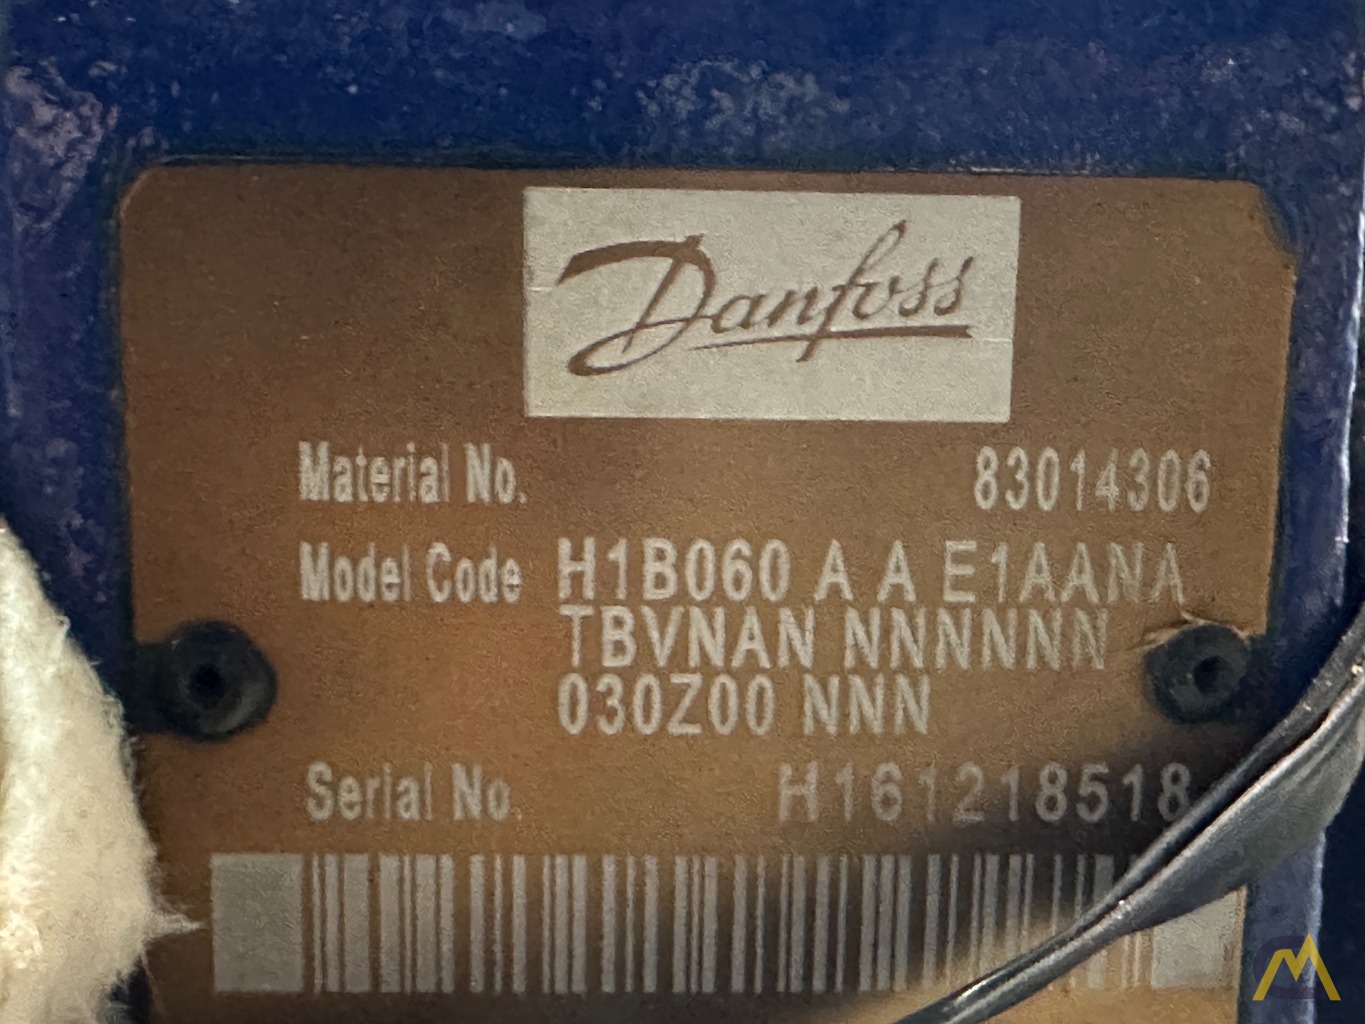 Danfoss
Material No. 83014306
Model Code H1B060 A A E1AANA
TBVNAN NNNNNN
030Z00 NNN
Serial No. H161218518
M